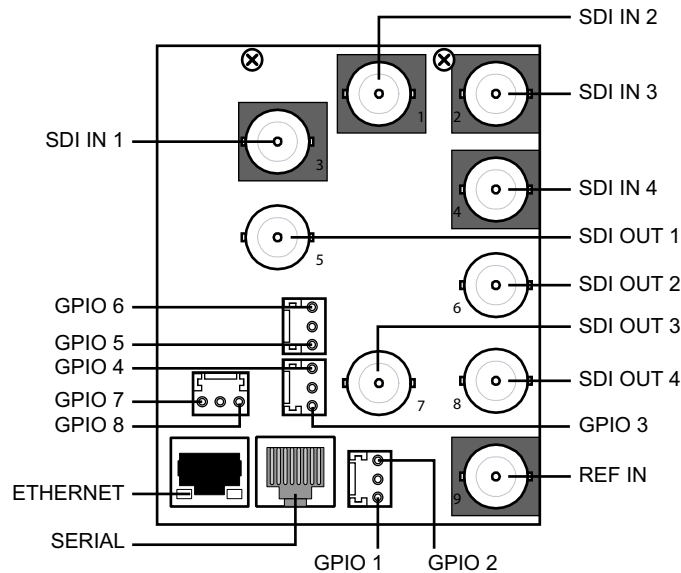 SDI IN 2
SDI IN 3
SDI IN 1
SDI IN 4
SDI OUT 1
SDI OUT 2
SDI OUT 3
SDI OUT 4
GPIO 6
GPIO 5
GPIO 4
GPIO 7
GPIO 8
GPIO 3
REF IN
ETHERNET
SERIAL
GPIO 1
GPIO 2
1
2
3
4
5
6
7
8
9